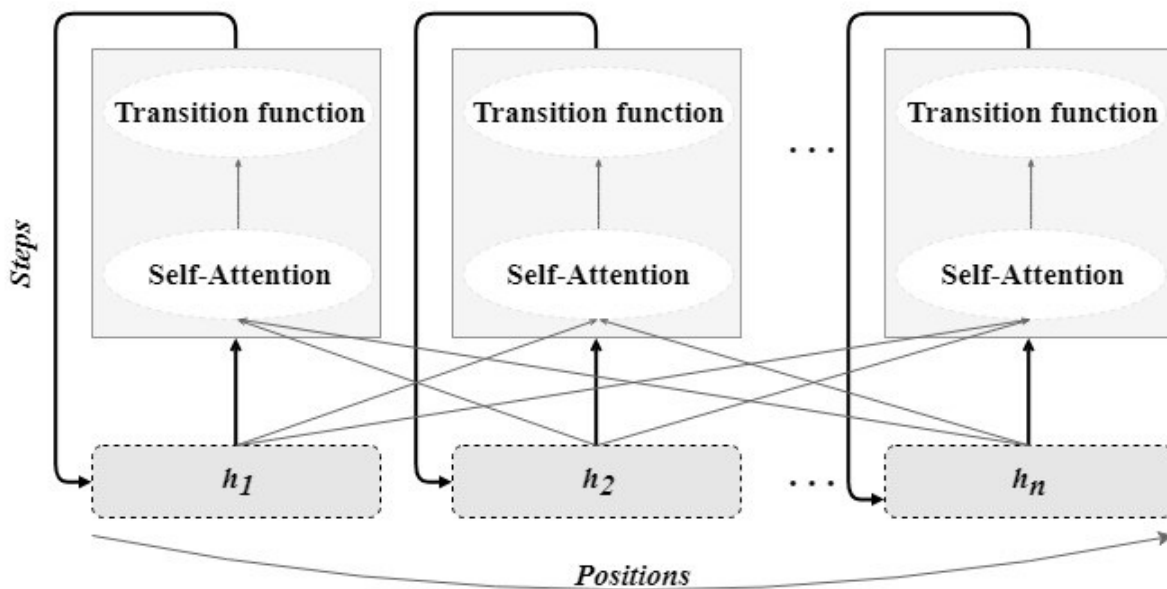 Transition function Transition function Transition function
. . .
Steps
Self-Attention Self-Attention Self-Attention
h1 h2 . . . hn
Positions